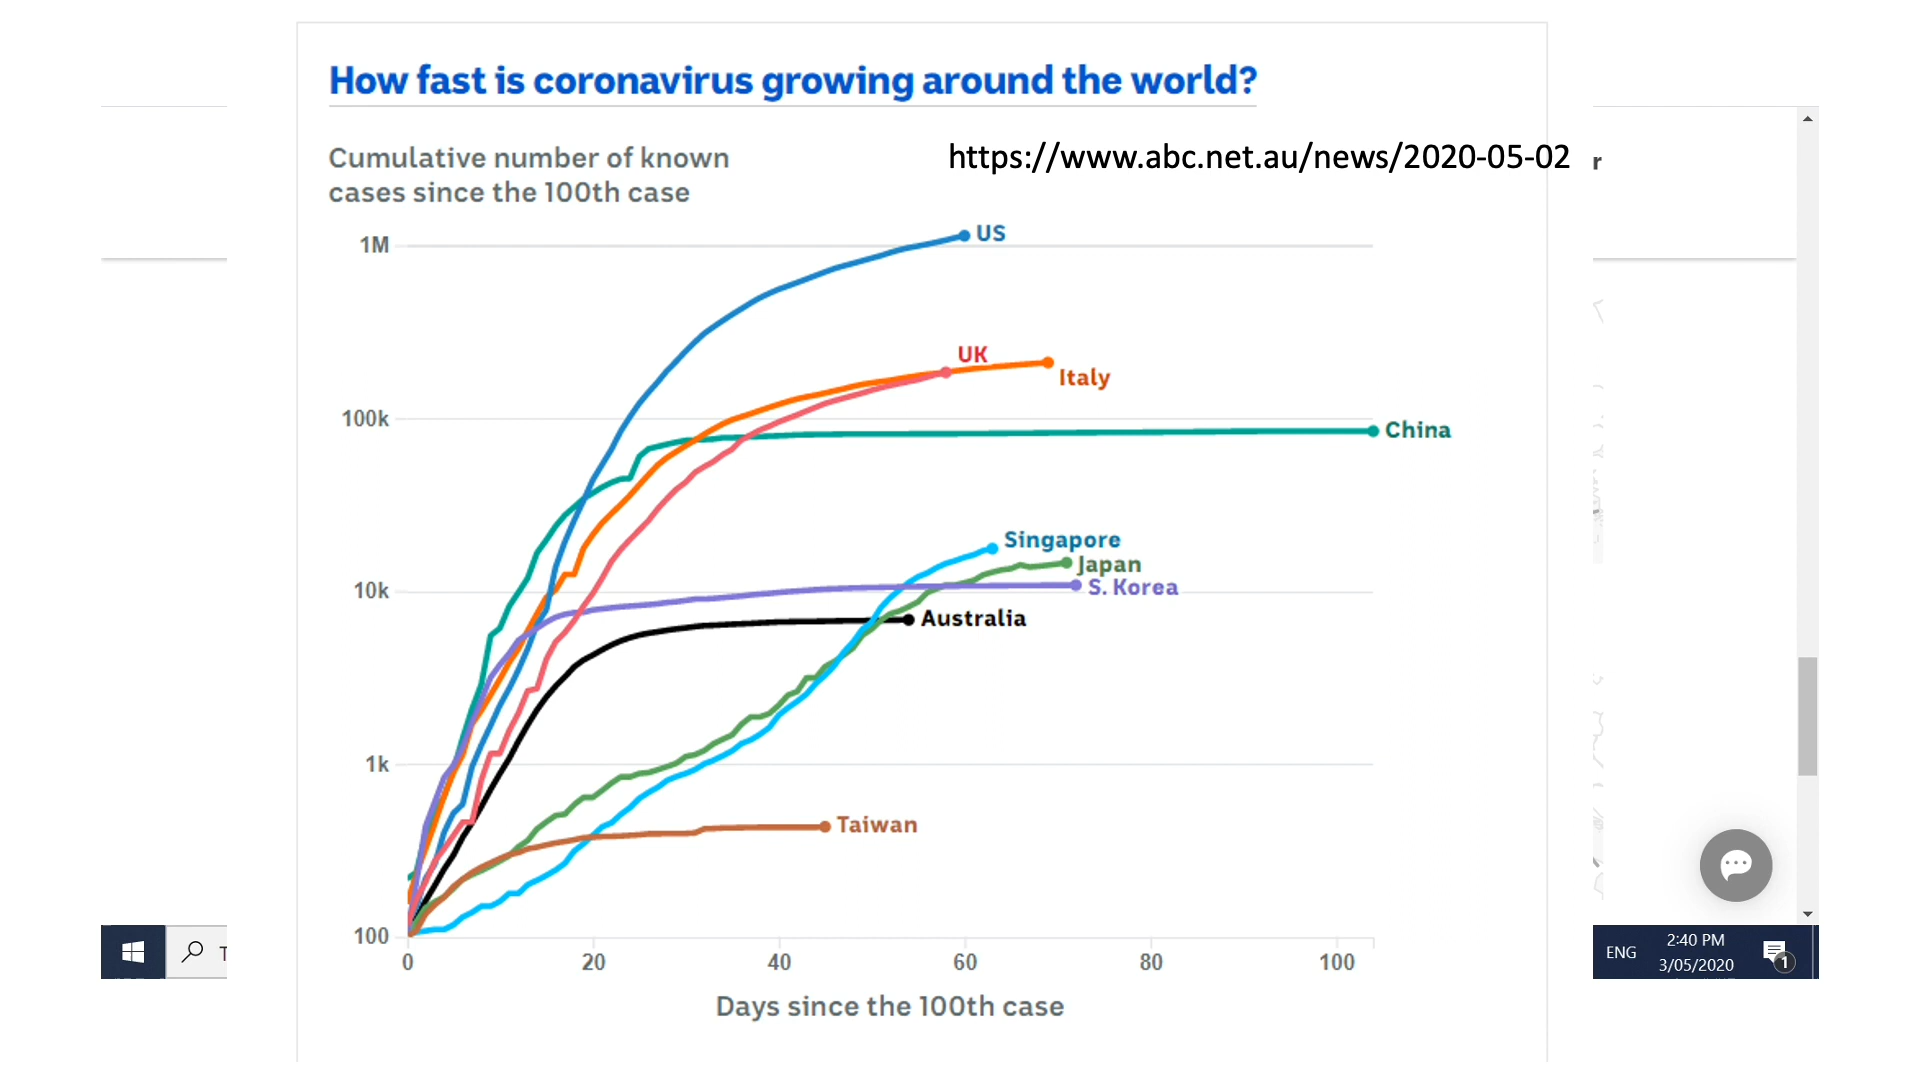 How fast is coronavirus growing around the world?
Cumulative number of known
cases since the 100th case
https://www.abc.net.au/news/2020-05-02
r
1M
US
UK
Italy
100k
China
Singapore
Japan
10k
S. Korea
Australia
1k
Taiwan
100
0 20 40 60 80 100
Days since the 100th case
T
ENG
2:40 PM
3/05/2020
1